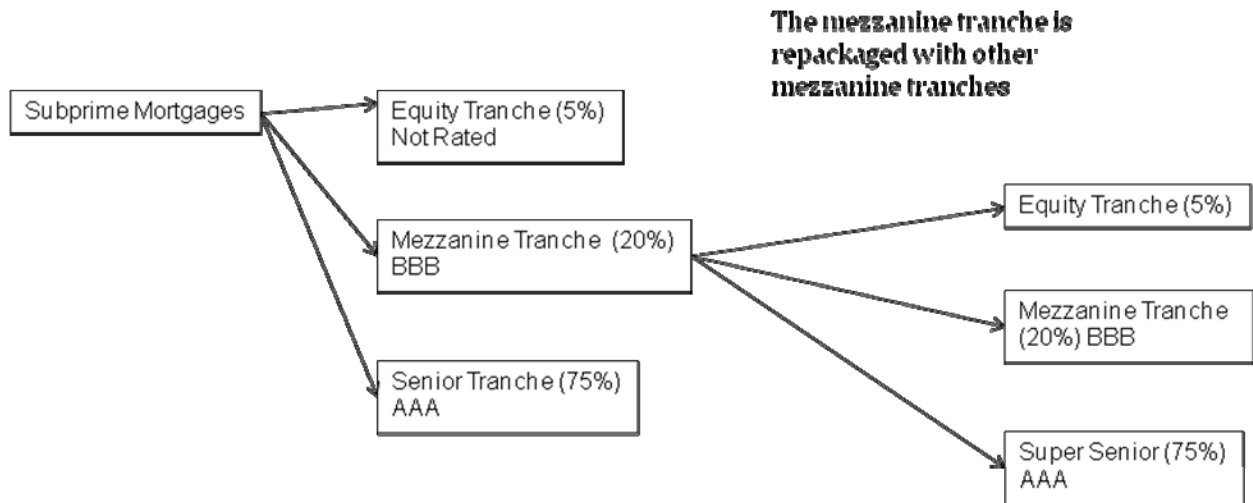 The mezzanine tranche is
repackaged with other
mezzanine tranches
Subprime Mortgages
Equity Tranche (5%)
Not Rated
Mezzanine Tranche (20%)
BBB
Senior Tranche (75%)
AAA
Equity Tranche (5%)
Mezzanine Tranche
(20%) BBB
Super Senior (75%)
AAA